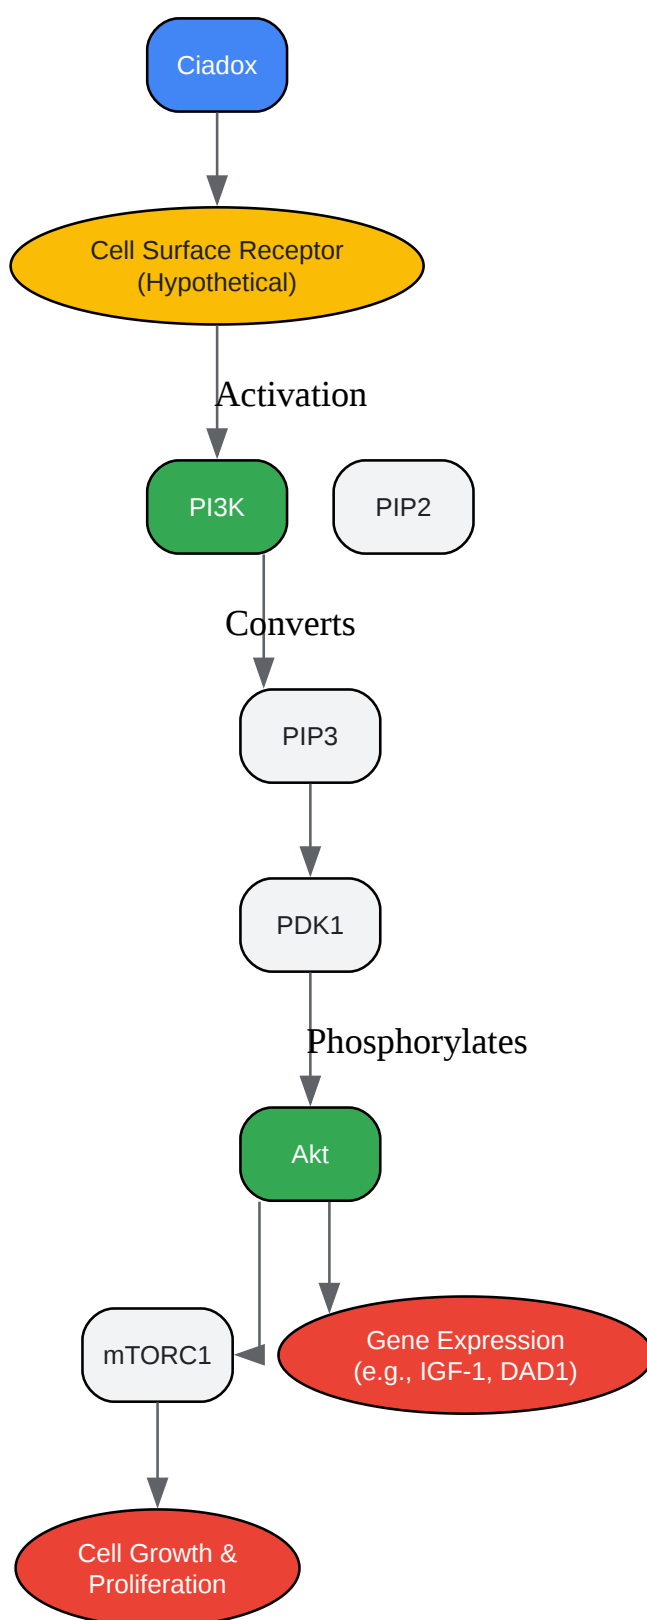 Ciadox
Cell Surface Receptor
(Hypothetical)
Activation
PI3K
PIP2
Converts
PIP3
PDK1
Phosphorylates
Akt
mTORC1
Gene Expression
(e.g., IGF-1, DAD1)
Cell Growth &
Proliferation